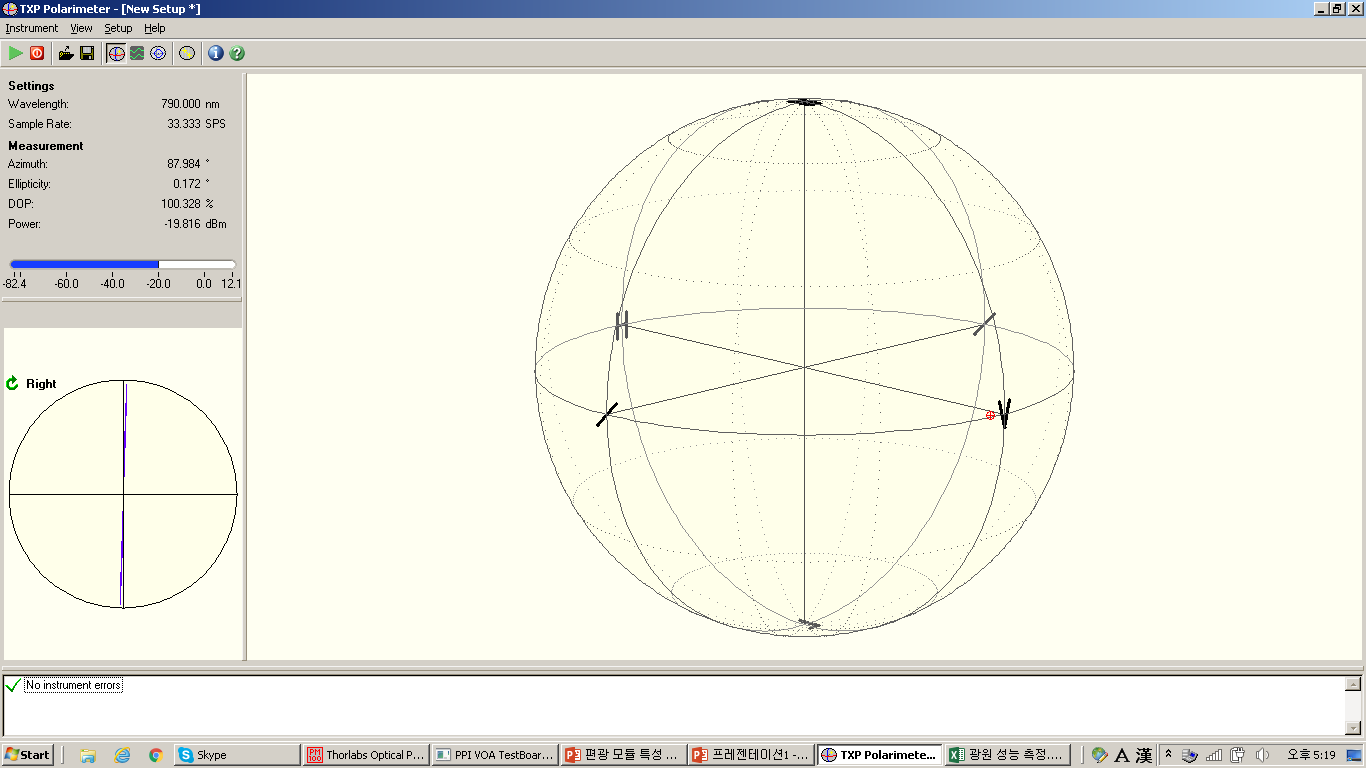 TXP Polarimeter - [New Setup *]
Instrument View Setup Help
Settings
Wavelength: 790.000 nm
Sample Rate: 33.333 SPS
Measurement
Azimuth: 87.984 °
Ellipticity: 0.172 °
DOP: 100.328 %
Power: -19.816 dBm
-82.4 -60.0 -40.0 -20.0 0.0 12.1
Right
H
V
No instrument errors
Start Skype PM 100 Thorlabs Optical P... PPI VOA TestBoar... 편광 모듈 특성 ... 프레젠테이션1 -... TXP Polarimete... 광원 성능 측정.... A 漢 오후 5:19